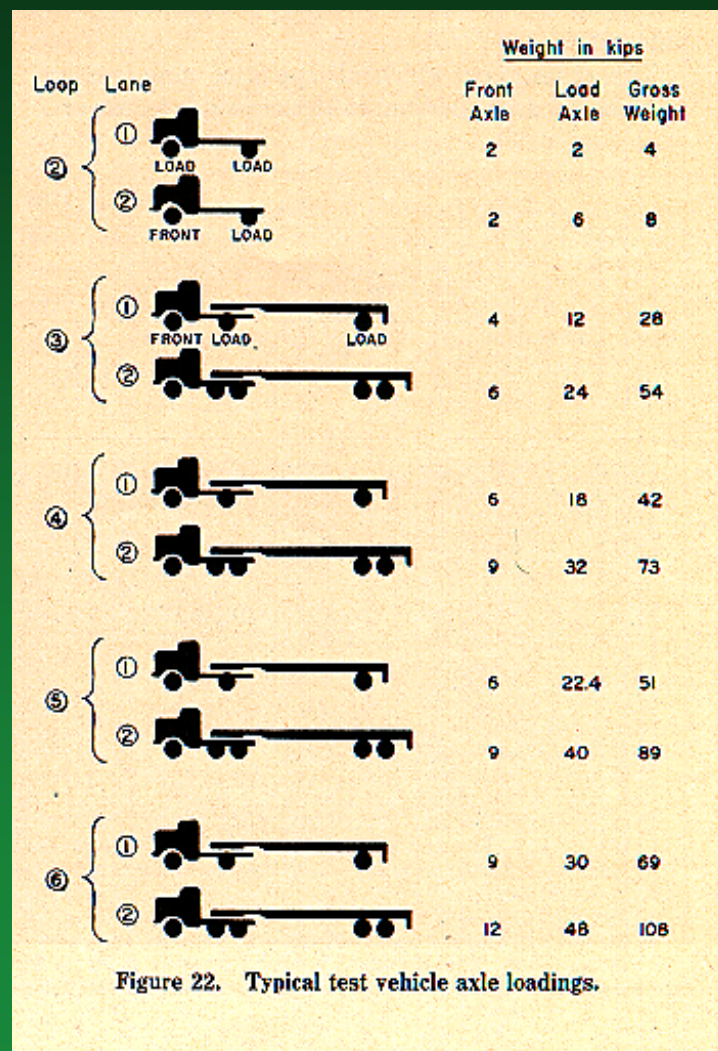 Weight in kips
Loop Lane Front Axle Load Axle Gross Weight
② ① LOAD LOAD 2 2 4
② FRONT LOAD 2 6 8
③ ① FRONT LOAD LOAD 4 12 28
② 6 24 54
④ ① 6 18 42
② 9 32 73
⑤ ① 6 22.4 51
② 9 40 89
⑥ ① 9 30 69
② 12 48 108
Figure 22. Typical test vehicle axle loadings.